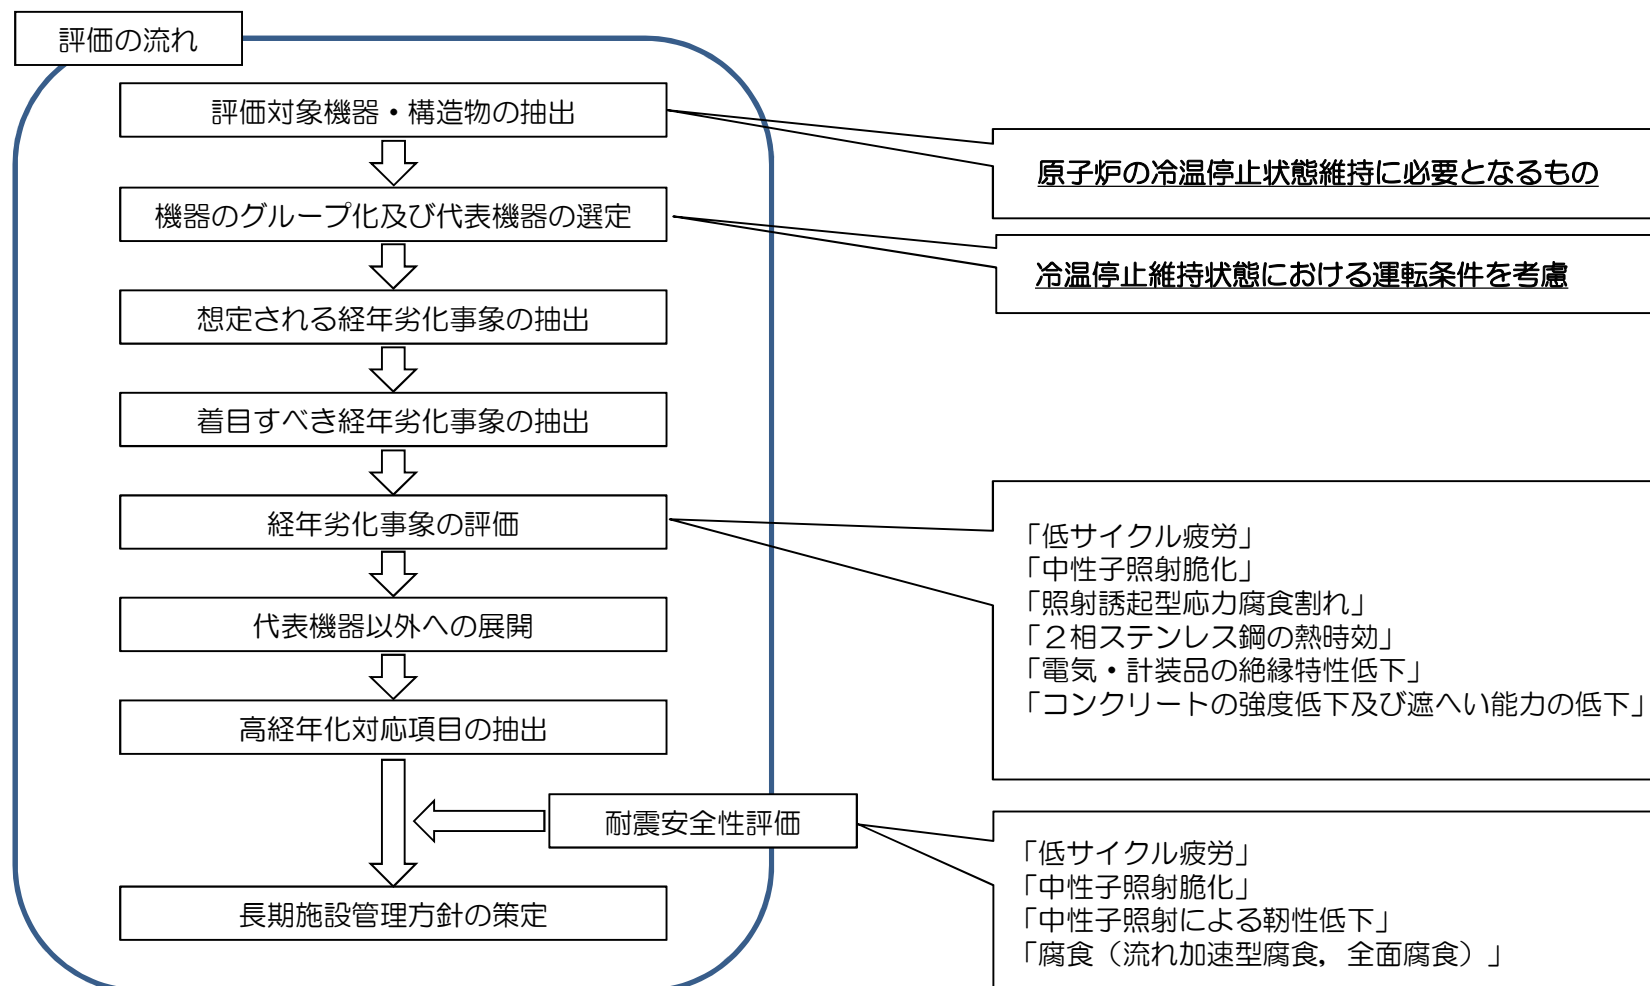 評価の流れ
評価対象機器・構造物の抽出
原子炉の冷温停止状態維持に必要となるもの
機器のグループ化及び代表機器の選定
冷温停止維持状態における運転条件を考慮
想定される経年劣化事象の抽出
着目すべき経年劣化事象の抽出
経年劣化事象の評価
「低サイクル疲労」
「中性子照射脆化」
「照射誘起型応力腐食割れ」
「２相ステンレス鋼の熱時効」
「電気・計装品の絶縁特性低下」
「コンクリートの強度低下及び遮へい能力の低下」
代表機器以外への展開
高経年化対応項目の抽出
耐震安全性評価
「低サイクル疲労」
「中性子照射脆化」
「中性子照射による靭性低下」
「腐食（流れ加速型腐食，全面腐食）」
長期施設管理方針の策定